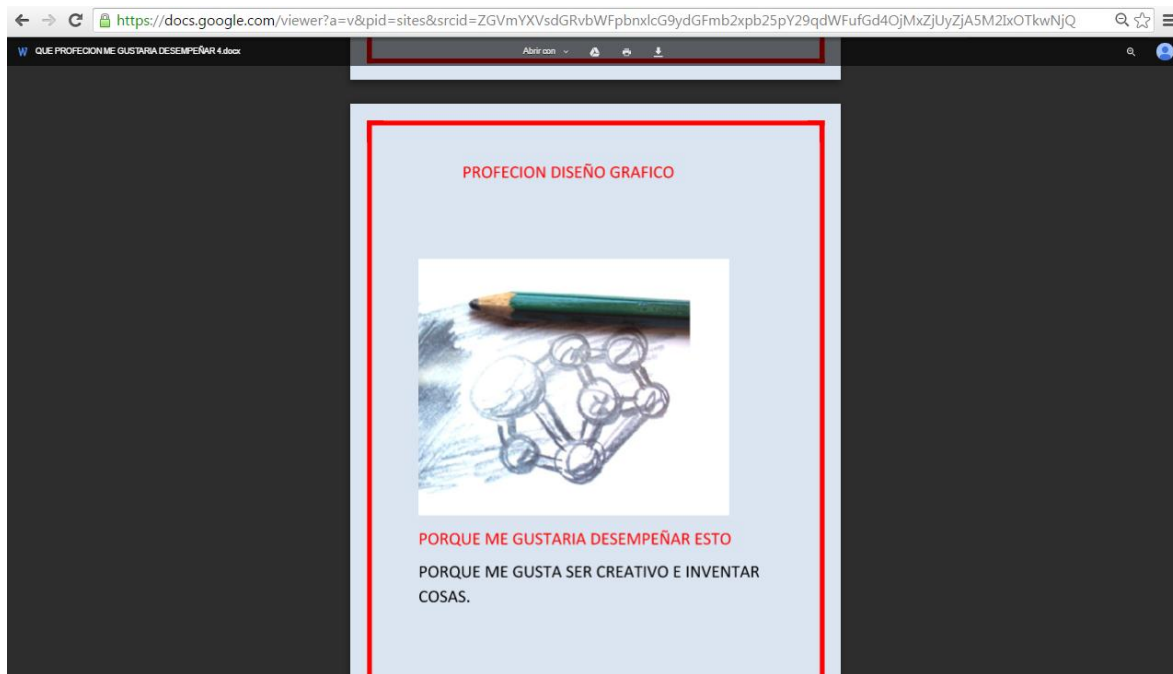 https://docs.google.com/viewer?a=v&pid=sites&srcid=ZGVmYXVsdGRvbWFpbnxlcG9ydGFmb2xpb25pY29qdWFufGd4OjMxZjUyZjA5M2IxOTkwNjQ
W QUE PROFECION ME GUSTARIA DESEMPEÑAR 4.docx
Abrir con
PROFECION DISEÑO GRAFICO
PORQUE ME GUSTARIA DESEMPEÑAR ESTO
PORQUE ME GUSTA SER CREATIVO E INVENTAR
COSAS.